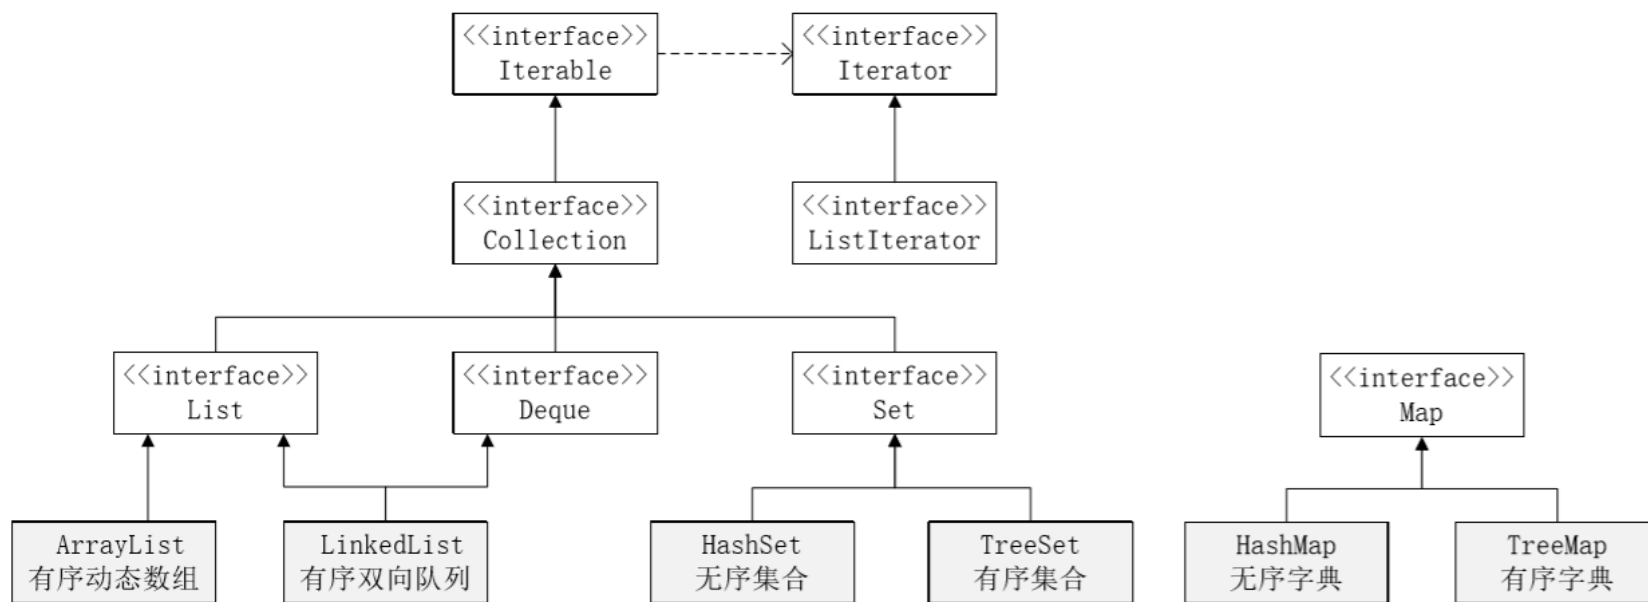 <<interface>>
Iterable
<<interface>>
Iterator
<<interface>>
Collection
<<interface>>
ListIterator
<<interface>>
List
<<interface>>
Deque
<<interface>>
Set
<<interface>>
Map
ArrayList
有序动态数组
LinkedList
有序双向队列
HashSet
无序集合
TreeSet
有序集合
HashMap
无序字典
TreeMap
有序字典